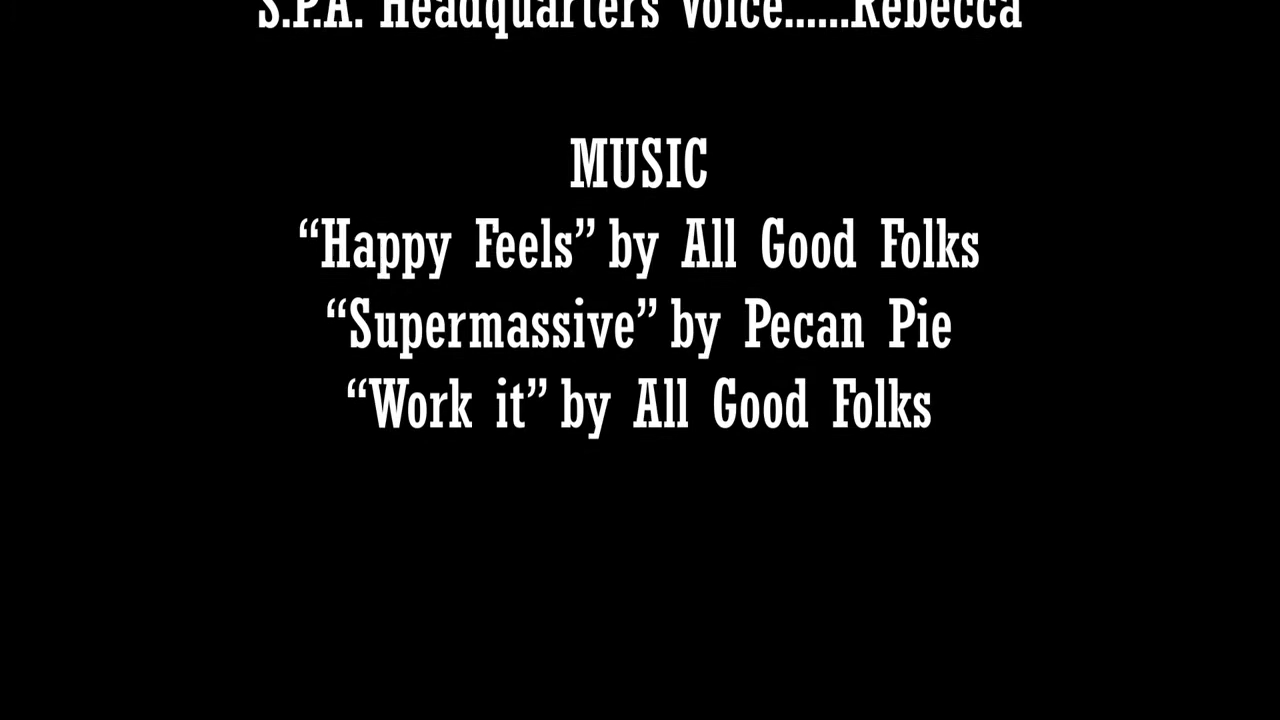 S.P.A. Headquarters Voice......Rebecca
MUSIC
“Happy Feels” by All Good Folks
“Supermassive” by Pecan Pie
“Work it” by All Good Folks